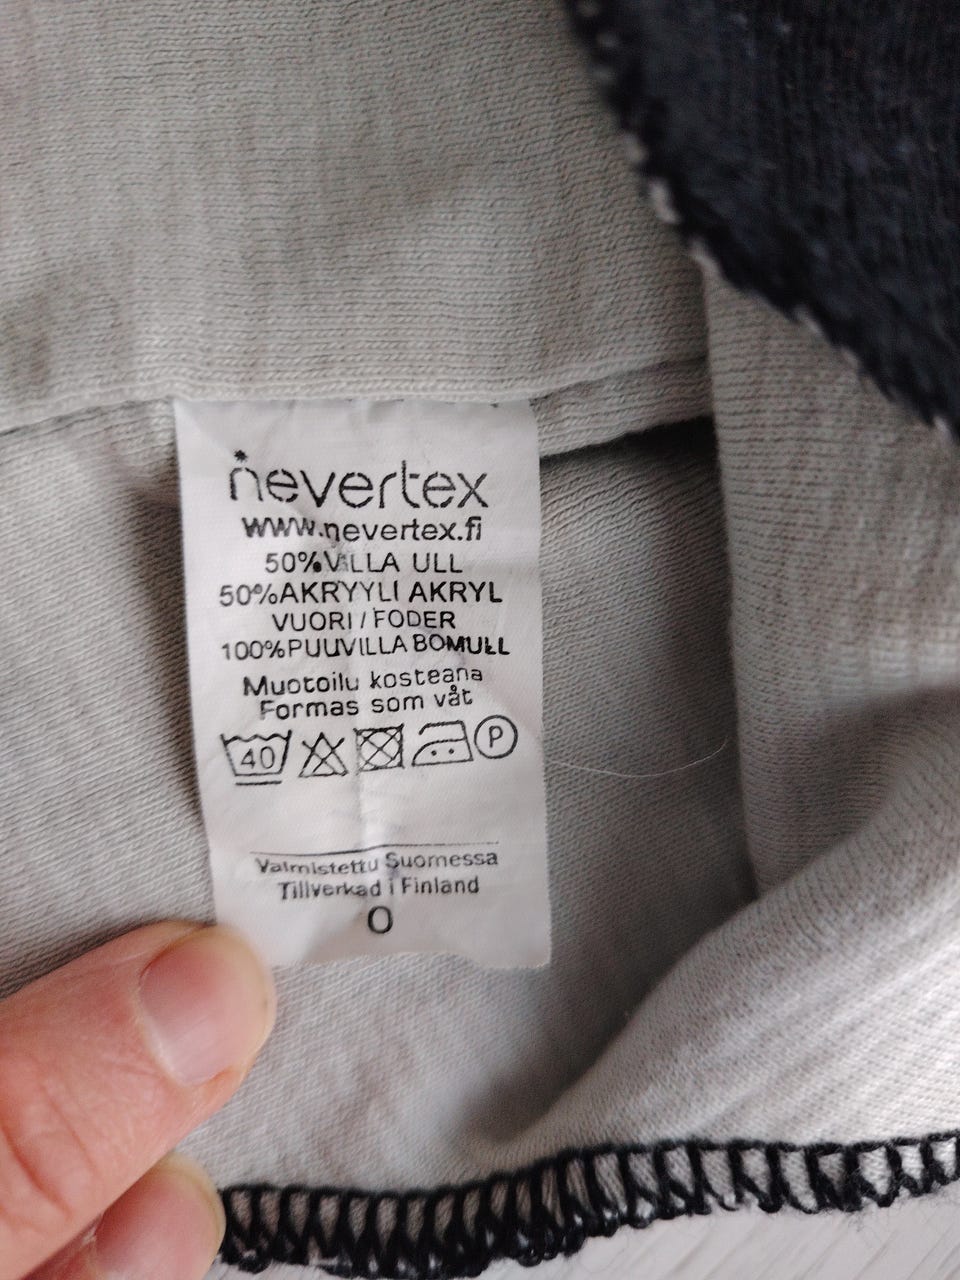 nevertex
www.nevertex.fi
50%VILLA ULL
50%AKRYYLI AKRYL
VUORI / FODER
100%PUUVILLA BOMULL
Muotoilu kosteana
Formas som våt
40 P
Valmistettu Suomessa
Tillverkad i Finland
0